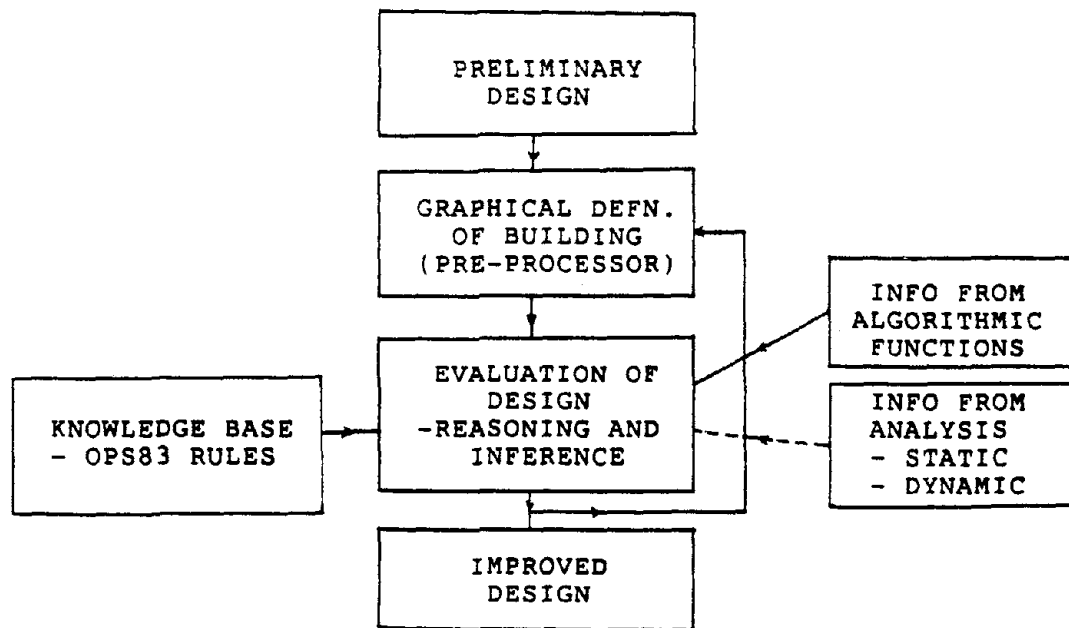 PRELIMINARY
DESIGN
GRAPHICAL DEFN.
OF BUILDING
(PRE-PROCESSOR)
INFO FROM
ALGORITHMIC
FUNCTIONS
EVALUATION OF
DESIGN
-REASONING AND
INFERENCE
KNOWLEDGE BASE
- OPS83 RULES
INFO FROM
ANALYSIS
- STATIC
- DYNAMIC
IMPROVED
DESIGN